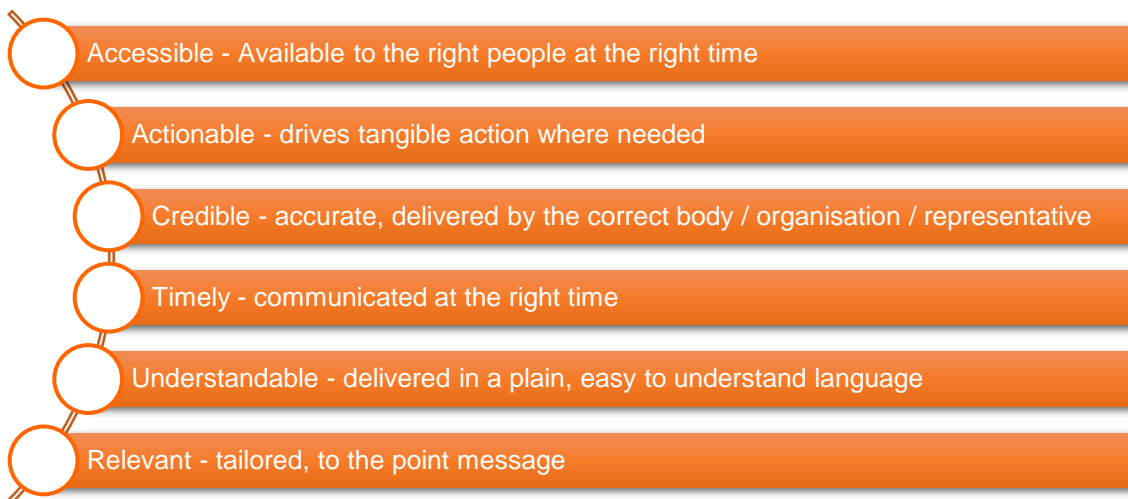 Accessible - Available to the right people at the right time
Actionable - drives tangible action where needed
Credible - accurate, delivered by the correct body / organisation / representative
Timely - communicated at the right time
Understandable - delivered in a plain, easy to understand language
Relevant - tailored, to the point message